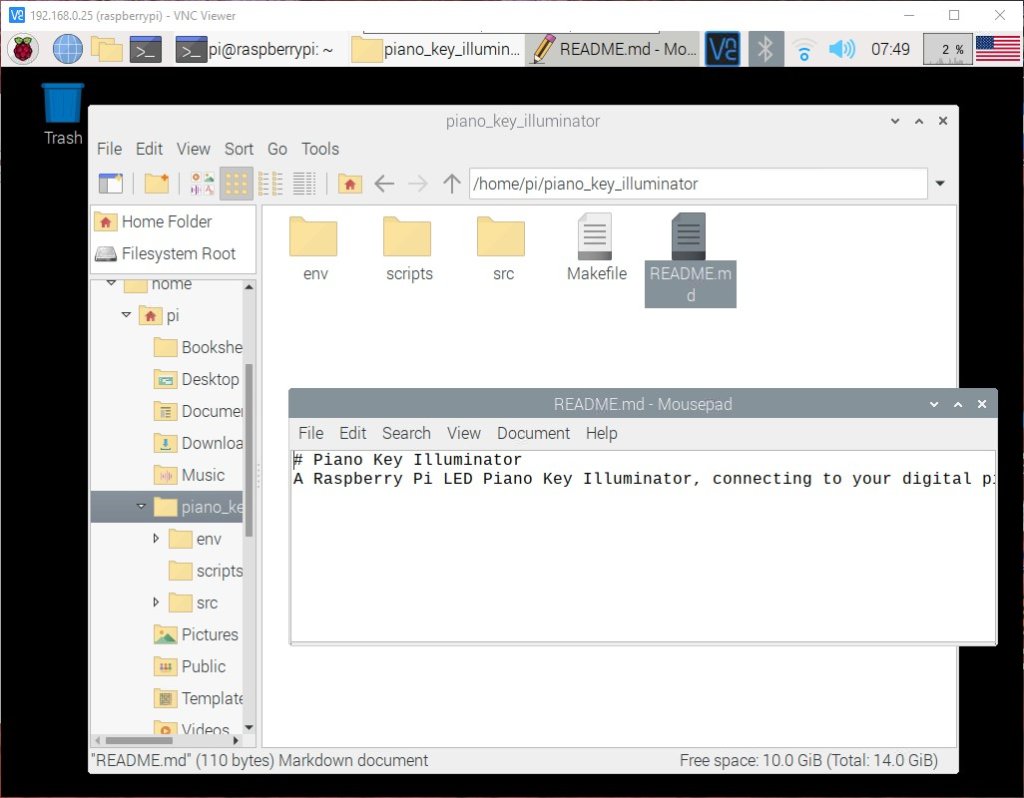 192.168.0.25 (raspberrypi) - VNC Viewer
pi@raspberrypi: ~
piano_key_illumin...
README.md - Mo...
07:49
2 %
Trash
piano_key_illuminator
File Edit View Sort Go Tools
/home/pi/piano_key_illuminator
Home Folder
Filesystem Root
home
pi
Bookshe
Desktop
Documer
Downloa
Music
piano_ke
env
scripts
src
Pictures
Public
Template
Videos
env
scripts
src
Makefile
README.m
d
README.md - Mousepad
File Edit Search View Document Help
# Piano Key Illuminator
A Raspberry Pi LED Piano Key Illuminator, connecting to your digital pi
"README.md" (110 bytes) Markdown document
Free space: 10.0 GiB (Total: 14.0 GiB)